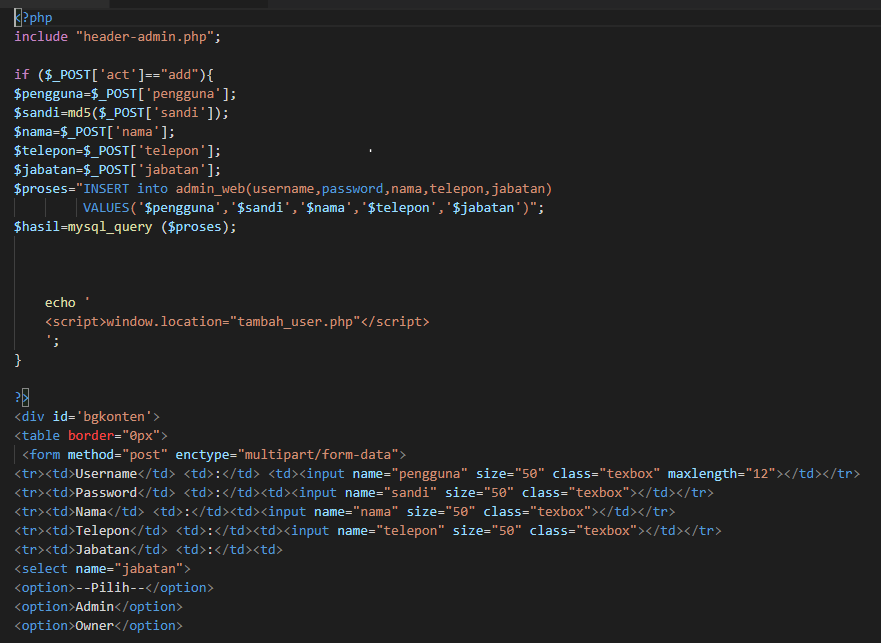 <?php
include "header-admin.php";
if ($_POST['act']=="add"){
$pengguna=$_POST['pengguna'];
$sandi=md5($_POST['sandi']);
$nama=$_POST['nama'];
$telepon=$_POST['telepon'];
$jabatan=$_POST['jabatan'];
$proses="INSERT into admin_web(username,password,nama,telepon,jabatan)
VALUES('$pengguna','$sandi','$nama','$telepon','$jabatan')";
$hasil=mysql_query ($proses);
echo '
<script>window.location="tambah_user.php"</script>
';
}
?>
<div id='bgkonten'>
<table border="0px">
<form method="post" enctype="multipart/form-data">
<tr><td>Username</td> <td>:</td> <td><input name="pengguna" size="50" class="texbox" maxlength="12"></td></tr>
<tr><td>Password</td> <td>:</td><td><input name="sandi" size="50" class="texbox"></td></tr>
<tr><td>Nama</td> <td>:</td><td><input name="nama" size="50" class="texbox"></td></tr>
<tr><td>Telepon</td> <td>:</td><td><input name="telepon" size="50" class="texbox"></td></tr>
<tr><td>Jabatan</td> <td>:</td><td>
<select name="jabatan">
<option>--Pilih--</option>
<option>Admin</option>
<option>Owner</option>